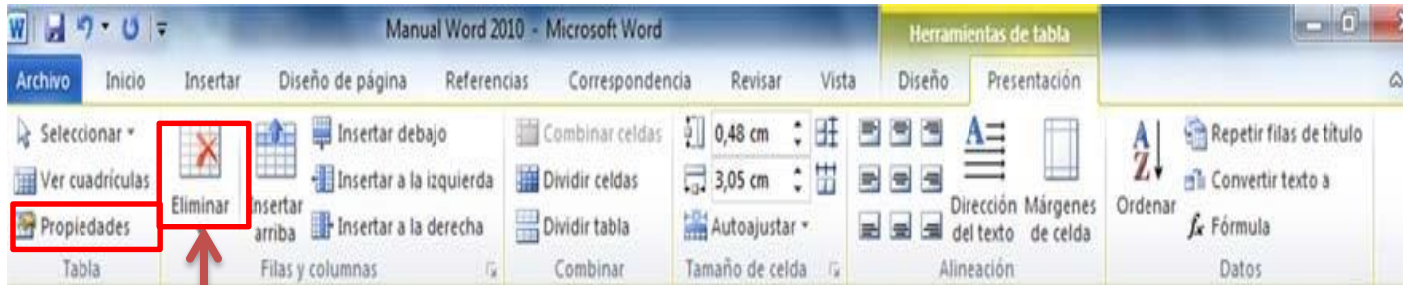 W
Manual Word 2010 - Microsoft Word
Herramientas de tabla
Archivo Inicio Insertar Diseño de página Referencias Correspondencia Revisar Vista Diseño Presentación
Seleccionar
Ver cuadrículas
Propiedades
Tabla
Eliminar
Insertar
arriba
Insertar debajo
Insertar a la izquierda
Insertar a la derecha
Filas y columnas
Combinar celdas
Dividir celdas
Dividir tabla
Combinar
0,48 cm
3,05 cm
Autoajustar
Tamaño de celda
A
Dirección
del texto
Márgenes
de celda
Alineación
A
Z
Ordenar
Repetir filas de título
Convertir texto a
fx Fórmula
Datos